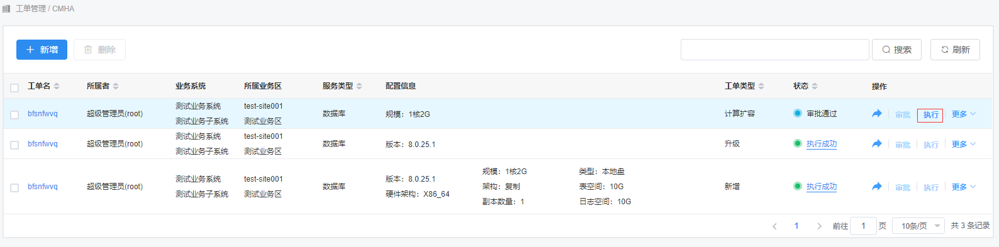 工单管理 / CMHA
新增
删除
搜索
刷新
工单名 所属者 业务系统 所属业务区 服务类型 配置信息 工单类型 状态 操作
bfsnfwvq 超级管理员(root) 测试业务系统 test-site001 数据库 规模：1核2G 计算扩容 审批通过 审批 执行 更多
测试业务子系统 测试业务区
bfsnfwvq 超级管理员(root) 测试业务系统 test-site001 数据库 版本：8.0.25.1 升级 执行成功 审批 执行 更多
测试业务子系统 测试业务区
bfsnfwvq 超级管理员(root) 测试业务系统 test-site001 数据库 版本：8.0.25.1 规模：1核2G 类型：本地盘 新增 执行成功 审批 执行 更多
测试业务子系统 测试业务区 硬件架构：X86_64 架构：复制 表空间：10G
副本数量：1 日志空间：10G
1 前往 1 页 10条/页 共 3 条记录